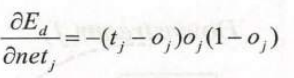 ∂E_d/∂net_j = −(t_j − o_j)o_j(1−o_j)